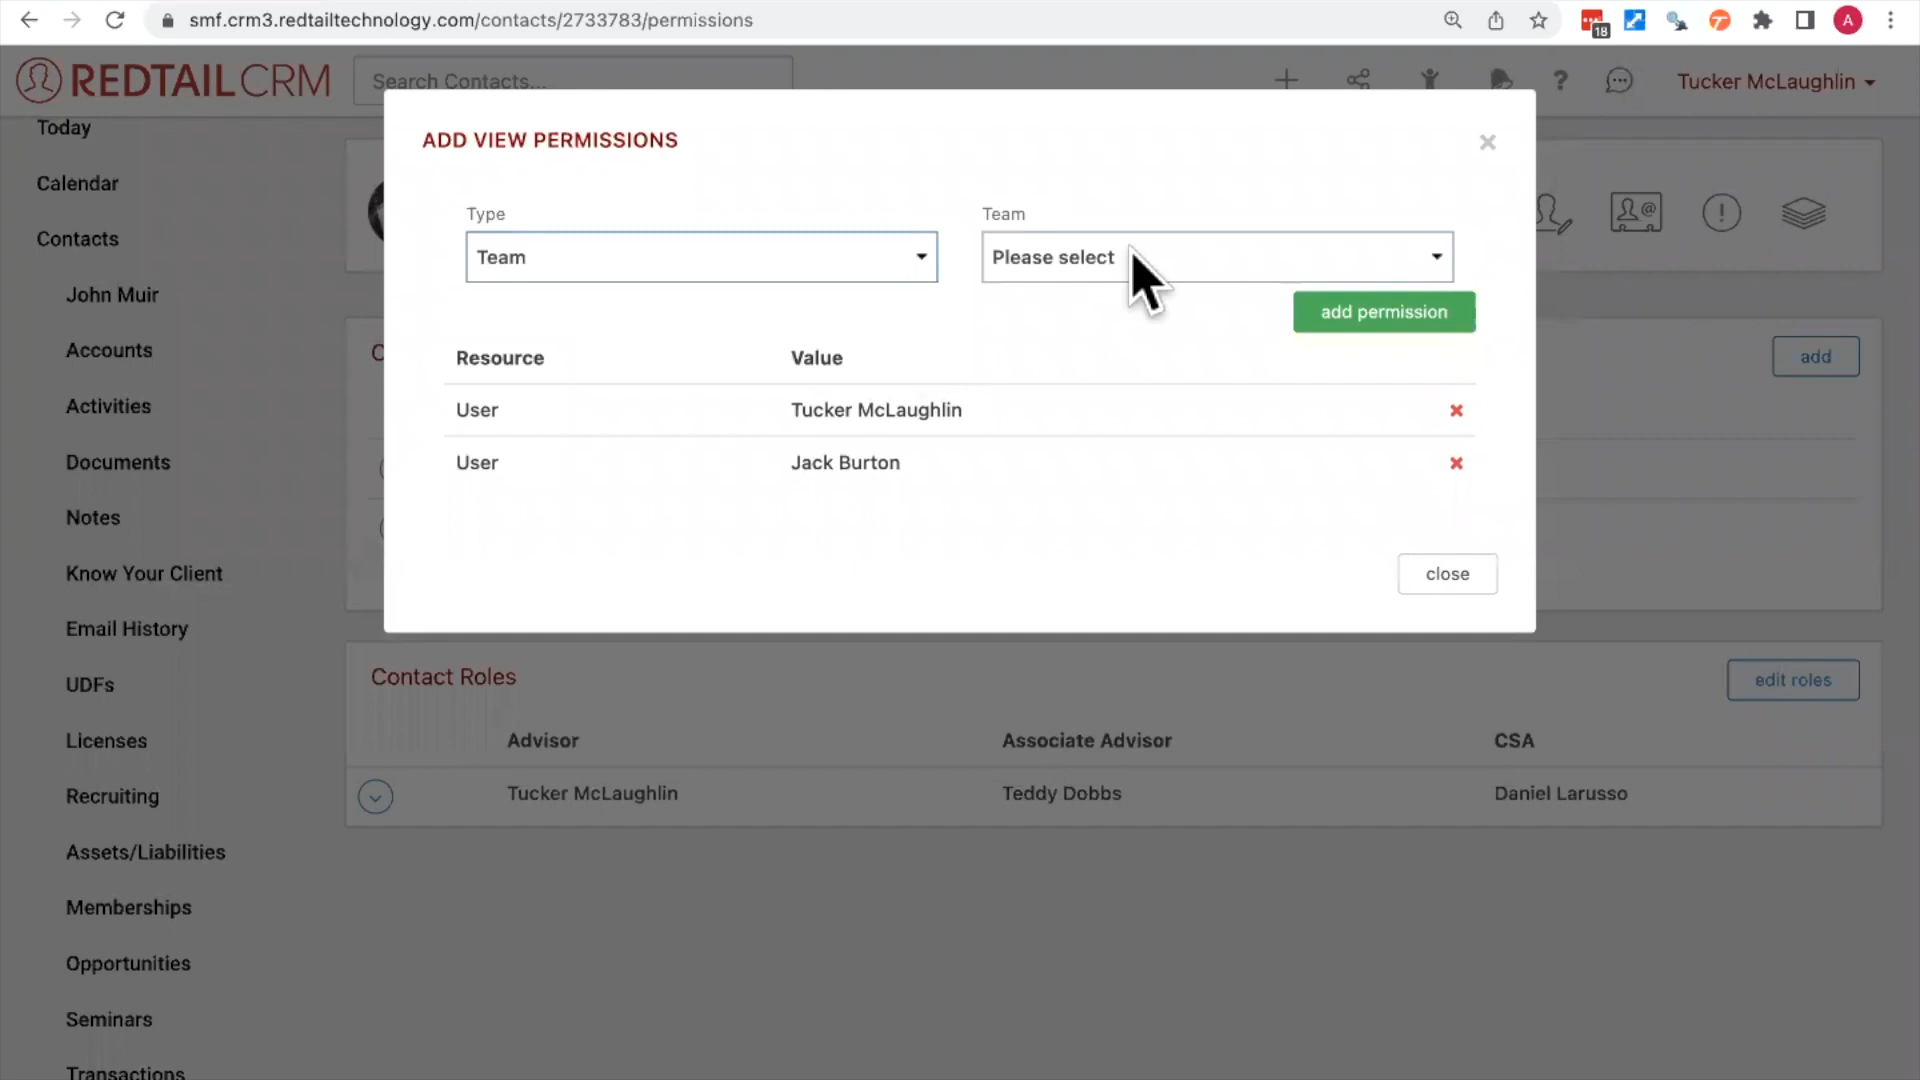 smf.crm3.redtailtechnology.com/contacts/2733783/permissions
18
A
REDTAILCRM
Search Contacts...
?
Tucker McLaughlin
Today
Calendar
Contacts
John Muir
Accounts
Activities
Documents
Notes
Know Your Client
Email History
UDFs
Licenses
Recruiting
Assets/Liabilities
Memberships
Opportunities
Seminars
Transactions
ADD VIEW PERMISSIONS
×
Type
Team
Team
Please select
add permission
Resource Value
User Tucker McLaughlin
User Jack Burton
close
add
Contact Roles
edit roles
Advisor Associate Advisor CSA
Tucker McLaughlin Teddy Dobbs Daniel Larusso